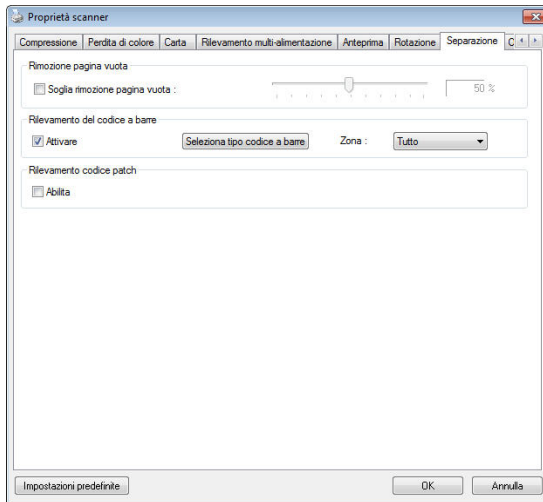 Proprietà scanner
Compressione Perdita di colore Carta Rilevamento multi-alimentazione Anteprima Rotazione Separazione C
Rimozione pagina vuota
Soglia rimozione pagina vuota : 50 %
Rilevamento del codice a barre
Attivare Seleziona tipo codice a barre Zona : Tutto
Rilevamento codice patch
Abilita
Impostazioni predefinite OK Annulla